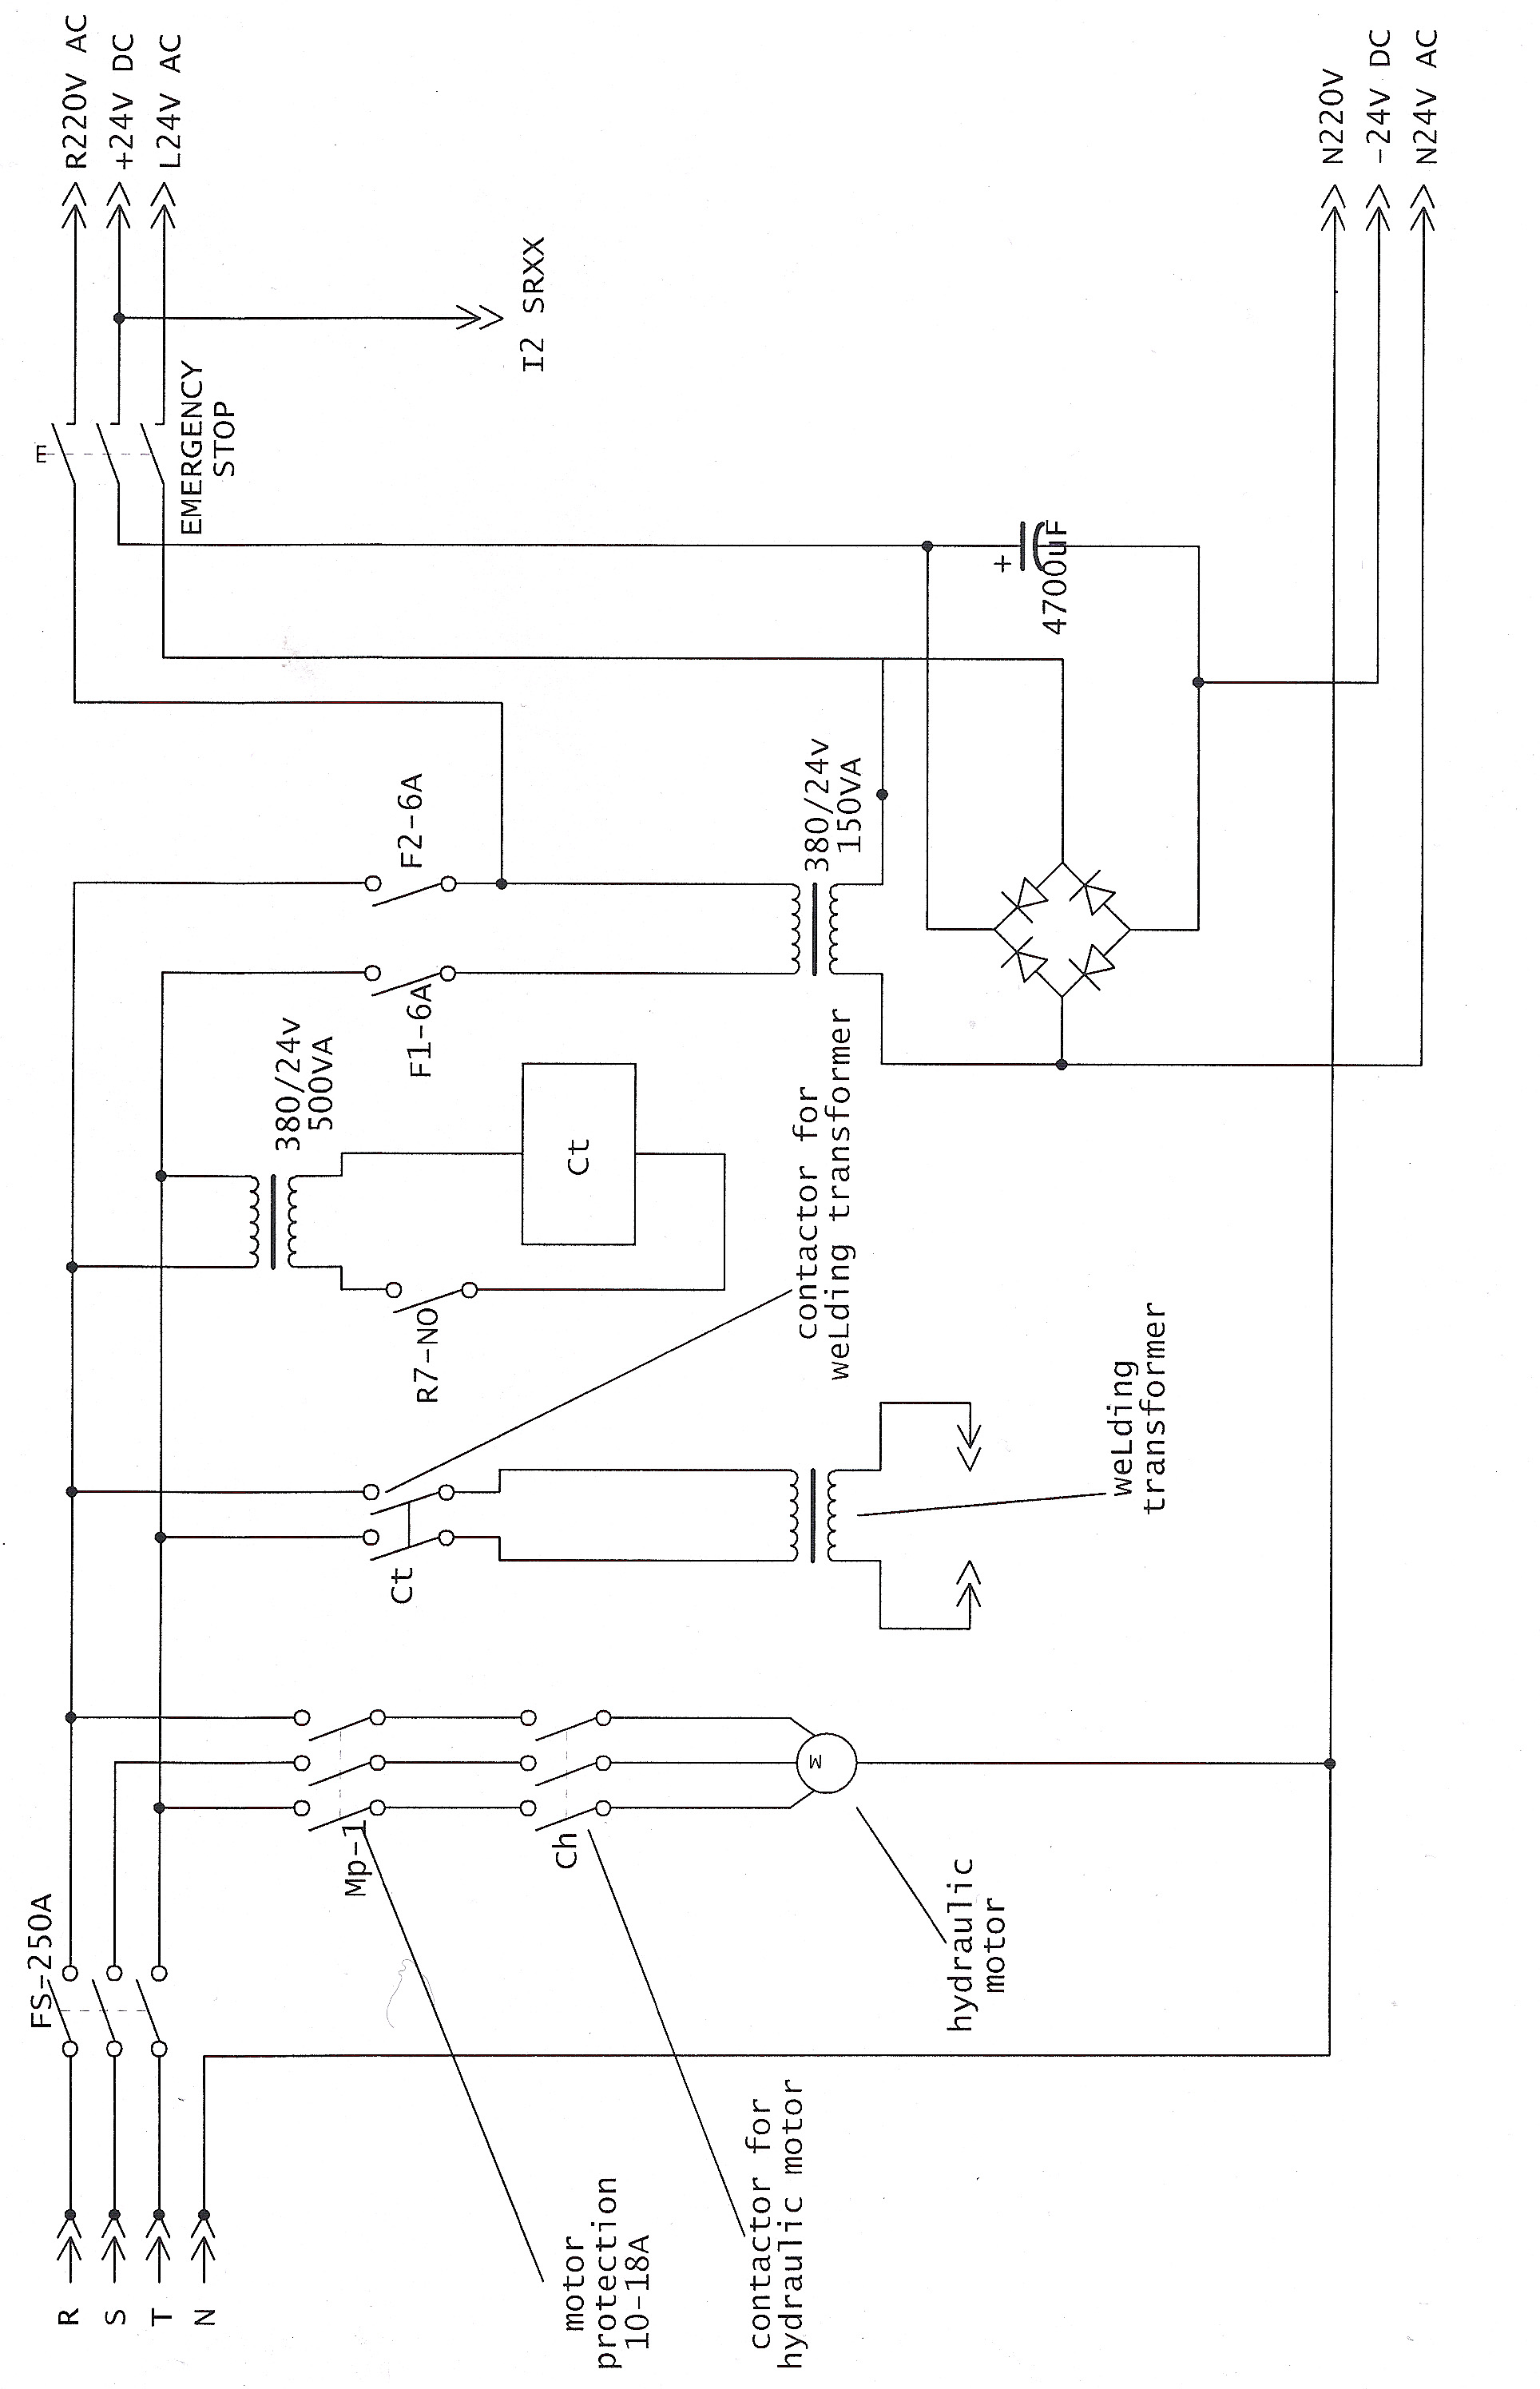 R
S
T
N
FS-250A
motor
protection
10-18A
Mp-1
contactor for
hydraulic motor
Ch
M
hydraulic
motor
Ct
contactor for
weLding transformer
weLding
transformer
R7-NO
380/24v
500VA
Ct
F1-6A
F2-6A
380/24v
150VA
+
4700uF
E
EMERGENCY
STOP
I2 SRXX
R220V AC
+24V DC
L24V AC
N220V
-24V DC
N24V AC